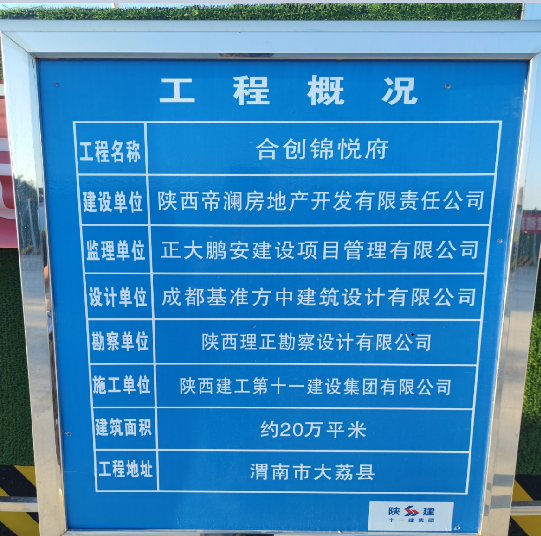 工程概况
工程名称 合创锦悦府
建设单位 陕西帝澜房地产开发有限责任公司
监理单位 正大鹏安建设项目管理有限公司
设计单位 成都基准方中建筑设计有限公司
勘察单位 陕西理正勘察设计有限公司
施工单位 陕西建工第十一建设集团有限公司
建筑面积 约20万平米
工程地址 渭南市大荔县
陕 建
十一建集团